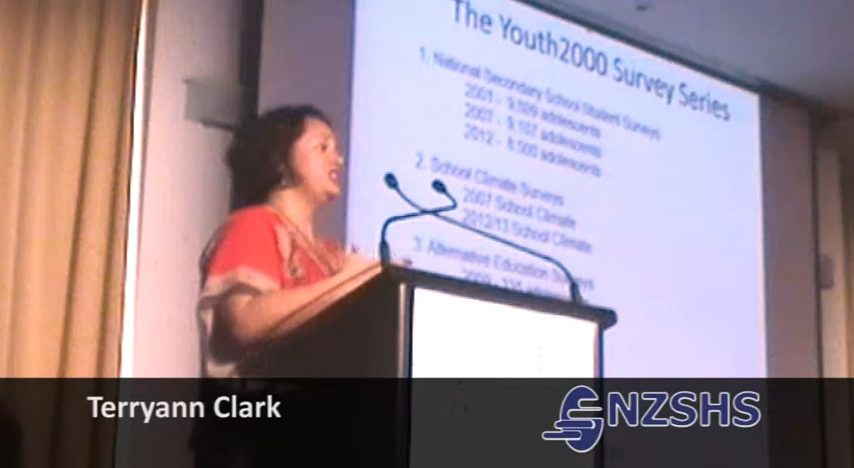 The Youth2000 Survey Series
1. National Secondary School Student Surveys
2001 - 9,699 adolescents
2007 - 9,107 adolescents
2012 - 8,500 adolescents
2. School Climate Surveys
2007 School Climate
2012/13 School Climate
3. Alternative Education Surveys
Terryann Clark
NZSHS